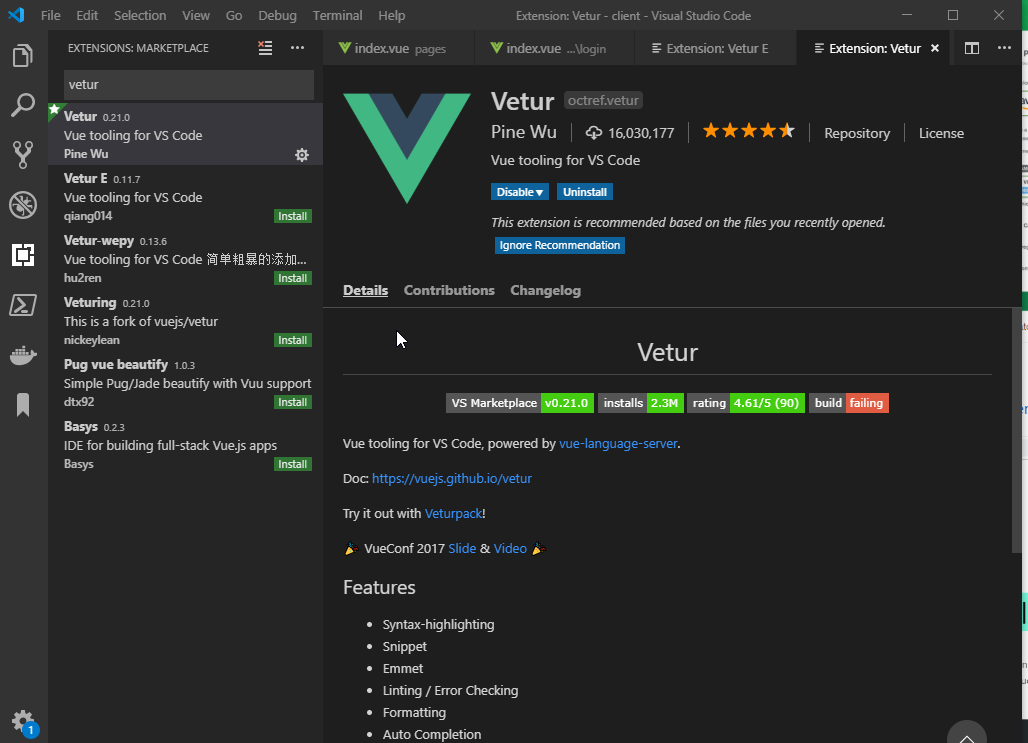 File Edit Selection View Go Debug Terminal Help Extension: Vetur - client - Visual Studio Code
EXTENSIONS: MARKETPLACE
index.vue pages
index.vue ...\login
Extension: Vetur E
Extension: Vetur
vetur
Vetur 0.21.0
Vue tooling for VS Code
Pine Wu
Vetur E 0.11.7
Vue tooling for VS Code
qiang014 Install
Vetur-wepy 0.13.6
Vue tooling for VS Code 简单粗暴的添加...
hu2ren Install
Veturing 0.21.0
This is a fork of vuejs/vetur
nickeylean Install
Pug vue beautify 1.0.3
Simple Pug/Jade beautify with Vuu support
dtx92 Install
Basys 0.2.3
IDE for building full-stack Vue.js apps
Basys Install
1
Vetur octref.vetur
Pine Wu 16,030,177 Repository License
Vue tooling for VS Code
Disable Uninstall
This extension is recommended based on the files you recently opened.
Ignore Recommendation
Details Contributions Changelog
Vetur
VS Marketplace v0.21.0 installs 2.3M rating 4.61/5 (90) build failing
Vue tooling for VS Code, powered by vue-language-server.
Doc: https://vuejs.github.io/vetur
Try it out with Veturpack!
🎉 VueConf 2017 Slide & Video 🎉
Features
• Syntax-highlighting
• Snippet
• Emmet
• Linting / Error Checking
• Formatting
• Auto Completion